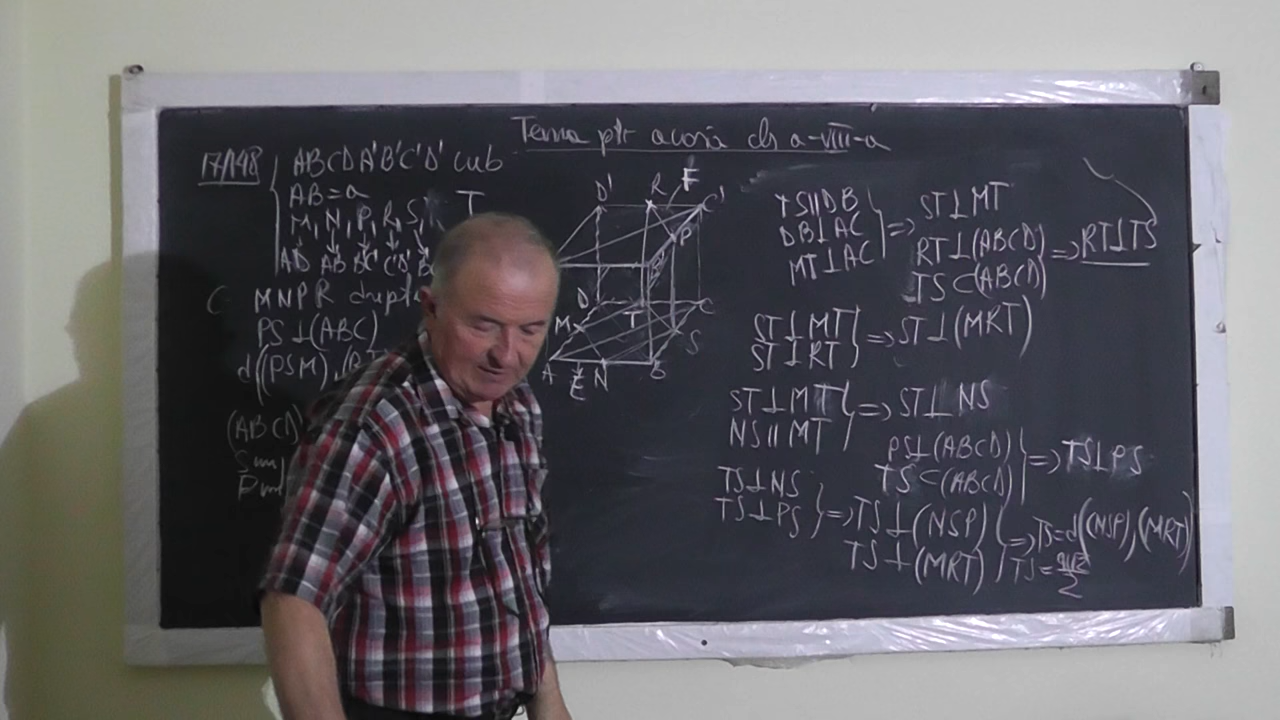 Tema ptr acasă cls a-VIII-a
17/148
ABCDA'B'C'D' cub
AB=a
M, N, P, R, S, T
AD AB BC' C'D' B
MNPR drept
PS⊥(ABC)
d((PSM),(R
(ABCD)
D' R F C'
P
B'
D T C
M S
A E N B
TS∥DB
DB⊥AC
MT⊥AC
=> ST⊥MT
RT⊥(ABCD)
TS⊂(ABCD)
=> RT⊥TS
ST⊥MT
ST⊥RT
=> ST⊥(MRT)
ST⊥MT
NS∥MT
=> ST⊥NS
PS⊥(ABCD)
TS⊂(ABCD)
=> TS⊥PS
TS⊥NS
TS⊥PS
=> TS⊥(NSP)
TS⊥(MRT)
=> TS=d((NSP),(MRT)
TS=a√2/2